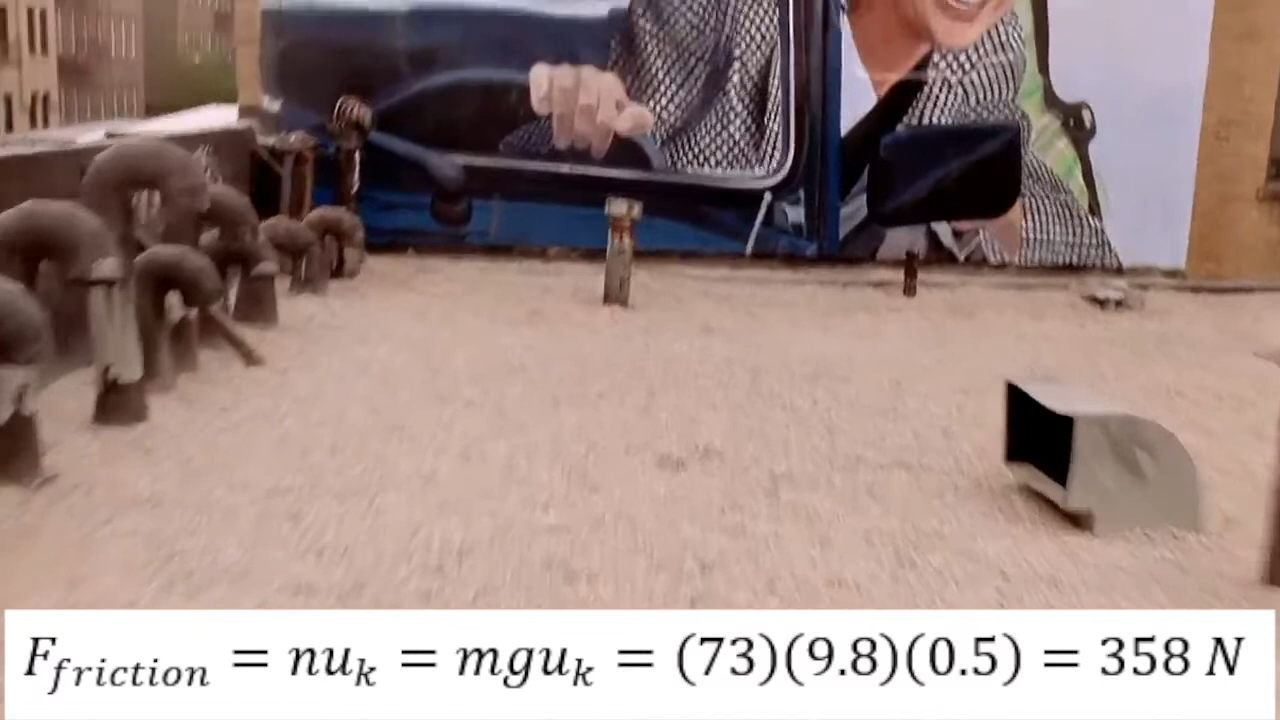 F_friction = nu_k = mgu_k = (73)(9.8)(0.5) = 358 N